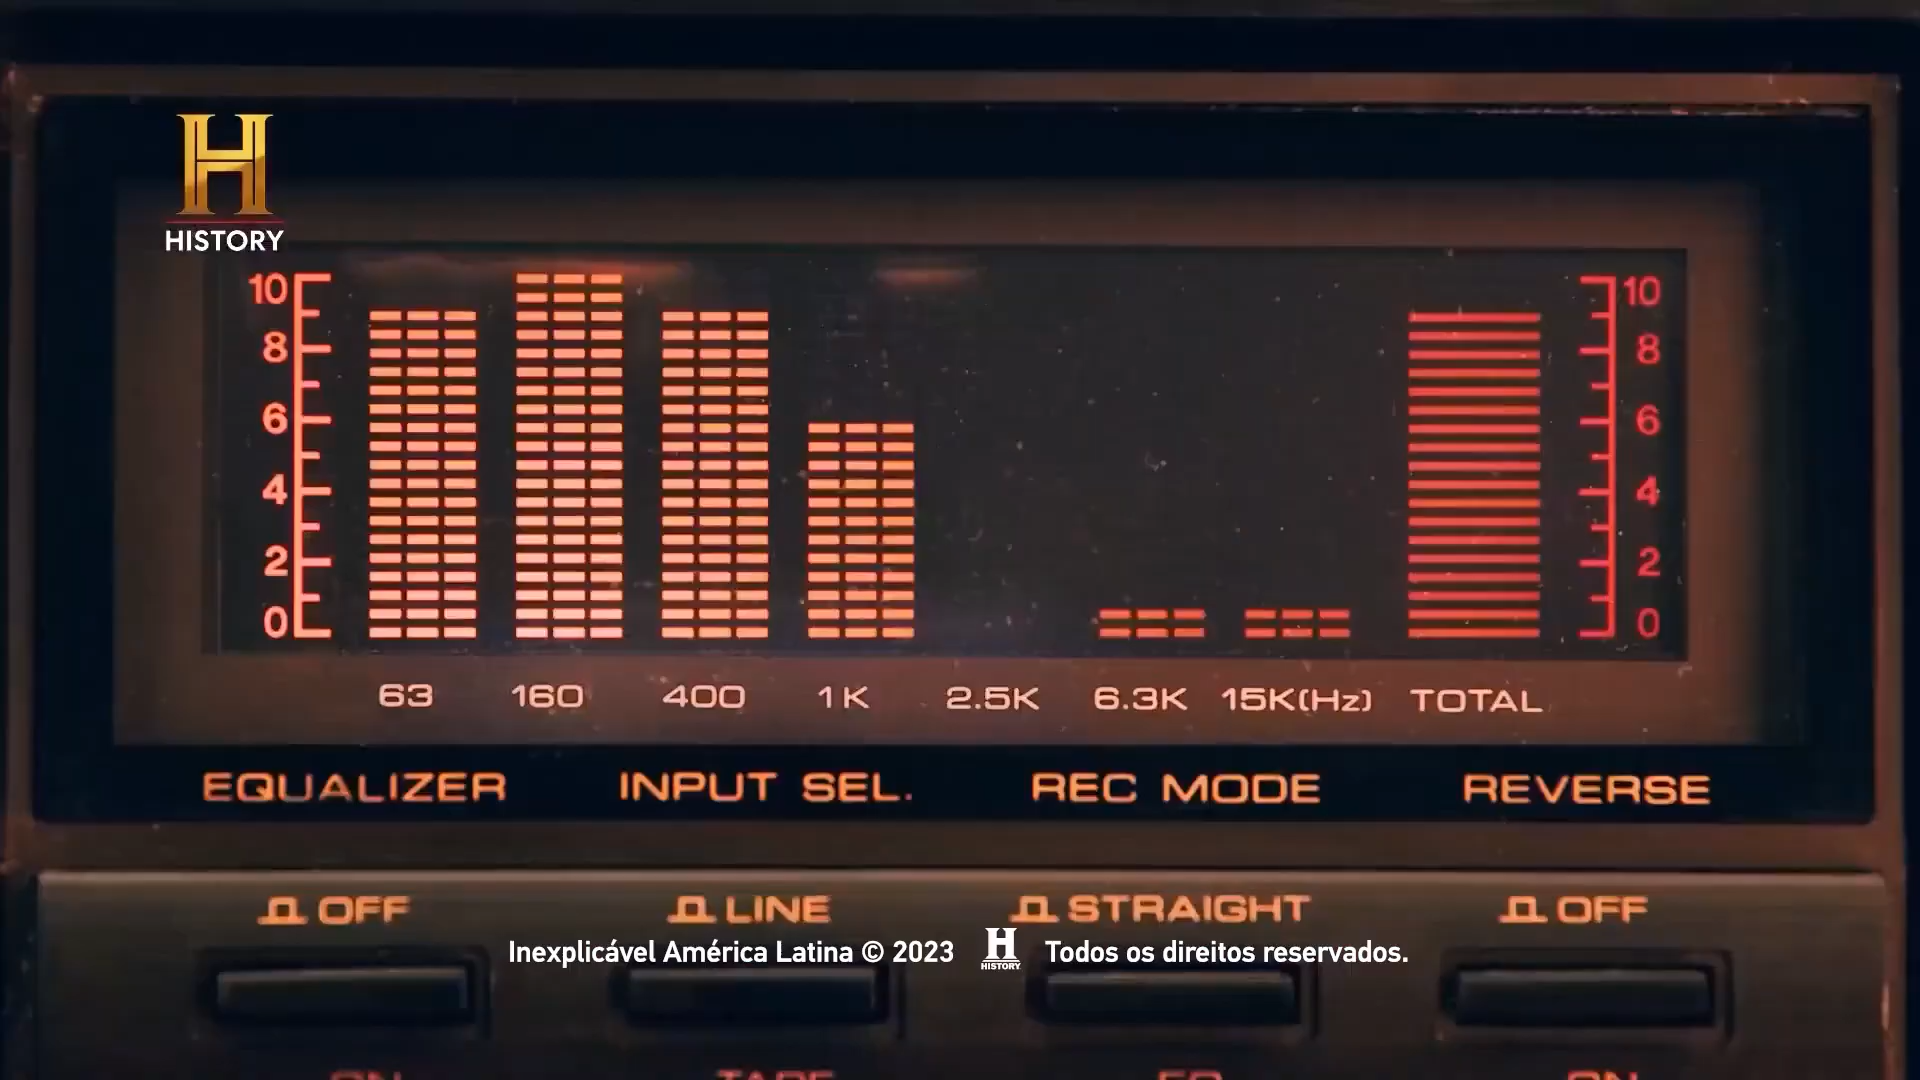 H
HISTORY
10 10
8 8
6 6
4 4
2 2
0 0
63 160 400 1K 2.5K 6.3K 15K(Hz) TOTAL
EQUALIZER INPUT SEL. REC MODE REVERSE
OFF LINE STRAIGHT OFF
Inexplicável América Latina © 2023 H HISTORY Todos os direitos reservados.